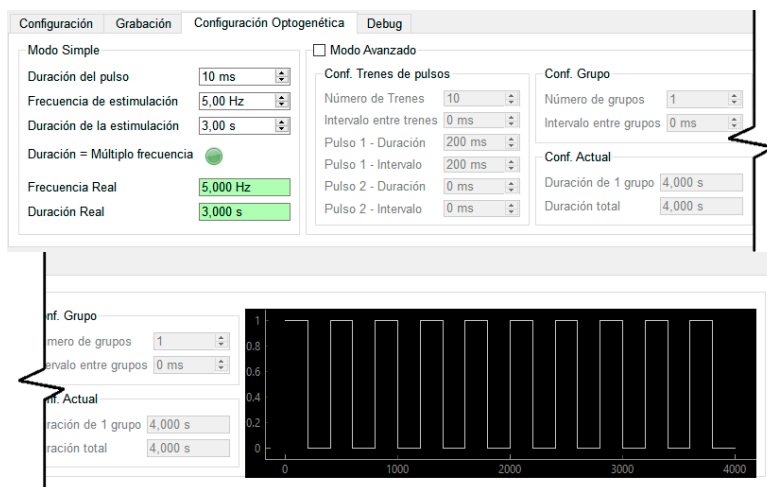 Configuración Grabación Configuración Optogenética Debug
Modo Simple
Duración del pulso 10 ms
Frecuencia de estimulación 5,00 Hz
Duración de la estimulación 3,00 s
Duración = Múltiplo frecuencia
Frecuencia Real 5,000 Hz
Duración Real 3,000 s
Modo Avanzado
Conf. Trenes de pulsos
Número de Trenes 10
Intervalo entre trenes 0 ms
Pulso 1 - Duración 200 ms
Pulso 1 - Intervalo 200 ms
Pulso 2 - Duración 0 ms
Pulso 2 - Intervalo 0 ms
Conf. Grupo
Número de grupos 1
Intervalo entre grupos 0 ms
Conf. Actual
Duración de 1 grupo 4,000 s
Duración total 4,000 s
onf. Grupo
mero de grupos 1
ervalo entre grupos 0 ms
nf. Actual
ración de 1 grupo 4,000 s
ración total 4,000 s
1
0.8
0.6
0.4
0.2
0
0 1000 2000 3000 4000